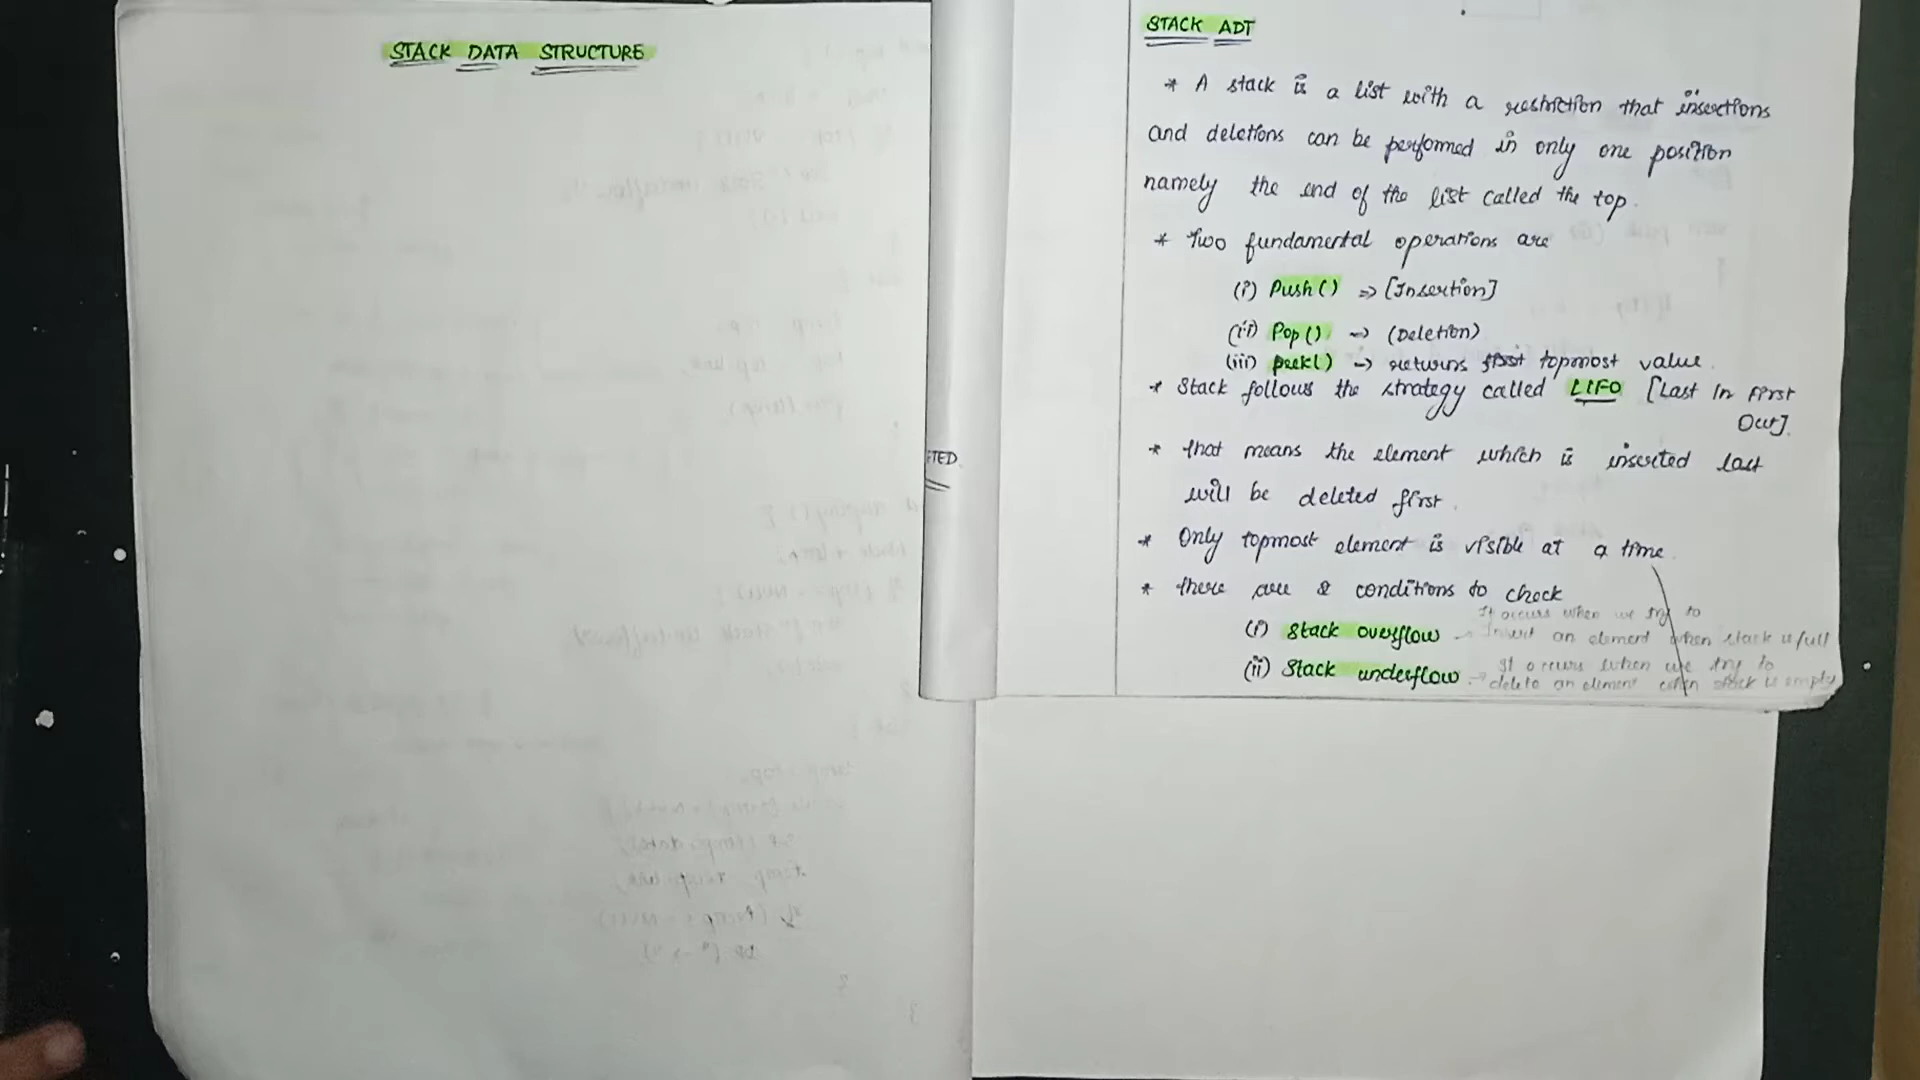 STACK DATA STRUCTURE
STACK ADT
* A stack is a list with a restriction that insertions
and deletions can be performed in only one position
namely the end of the list called the top.
* Two fundamental operations are
(i) Push() => [Insertion]
(ii) Pop() -> (Deletion)
(iii) peek() -> returns topmost value.
* Stack follows the strategy called LIFO [Last In First
Out].
* that means the element which is inserted last
will be deleted first.
* Only topmost element is visible at a time.
* there are 2 conditions to check
(i) Stack overflow - It occurs when we try to
Insert an element when stack is full
(ii) Stack underflow -> It occurs when we try to
delete an element when stack is empty
TED.